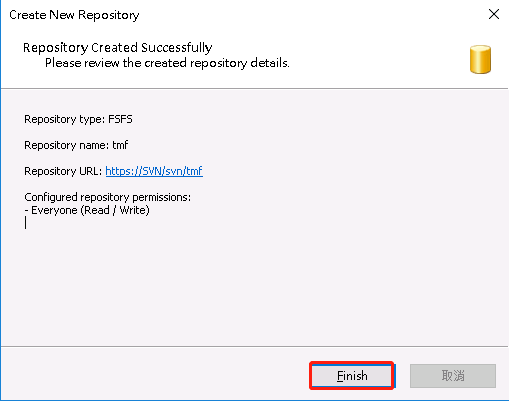 Create New Repository
Repository Created Successfully
Please review the created repository details.
Repository type: FSFS
Repository name: tmf
Repository URL: https://SVN/svn/tmf
Configured repository permissions:
- Everyone (Read / Write)
Finish
取消